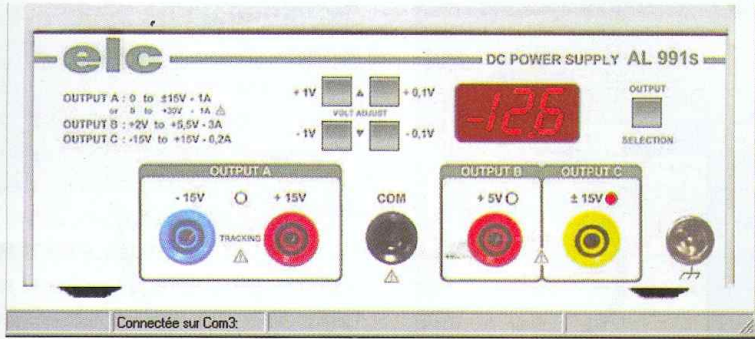 elc
DC POWER SUPPLY AL 991s
OUTPUT A : 0 to ±15V - 1A
or 0 to +30V - 1A
OUTPUT B : +2V to +5,5V - 3A
OUTPUT C : -15V to +15V - 0,2A
+ 1V
+ 0,1V
VOLT ADJUST
- 1V
- 0,1V
-12.6
OUTPUT
SELECTION
OUTPUT A
- 15V
+ 15V
TRACKING
COM
OUTPUT B
+ 5V
OUTPUT C
± 15V
Connectée sur Com3: